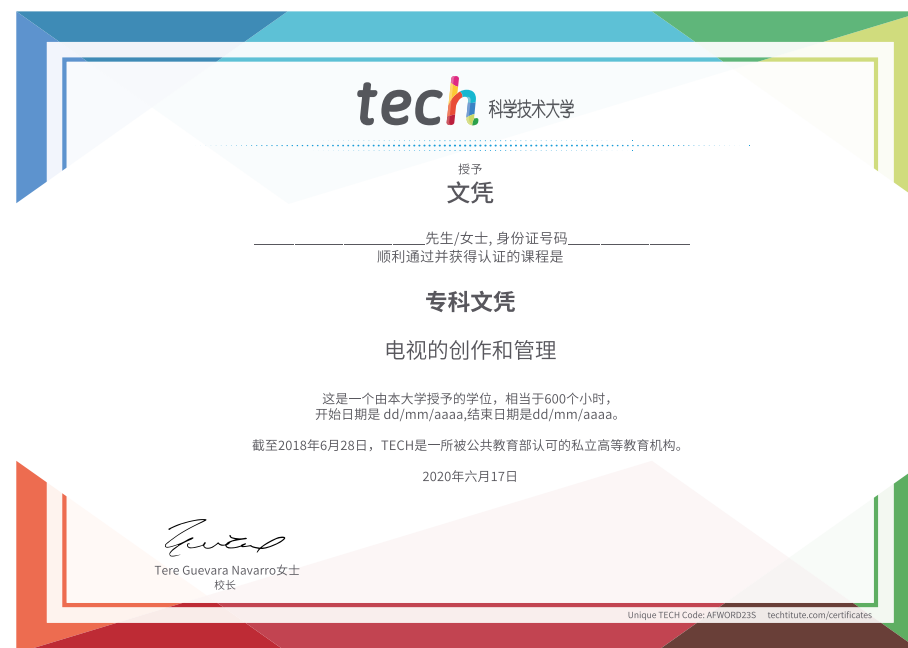 tech 科学技术大学
授予
文凭
______________________先生/女士, 身份证号码_______________
顺利通过并获得认证的课程是
专科文凭
电视的创作和管理
这是一个由本大学授予的学位，相当于600个小时，
开始日期是 dd/mm/aaaa,结束日期是dd/mm/aaaa。
截至2018年6月28日，TECH是一所被公共教育部认可的私立高等教育机构。
2020年六月17日
Tere Guevara Navarro女士
校长
Unique TECH Code: AFWORD23S techtitute.com/certificates